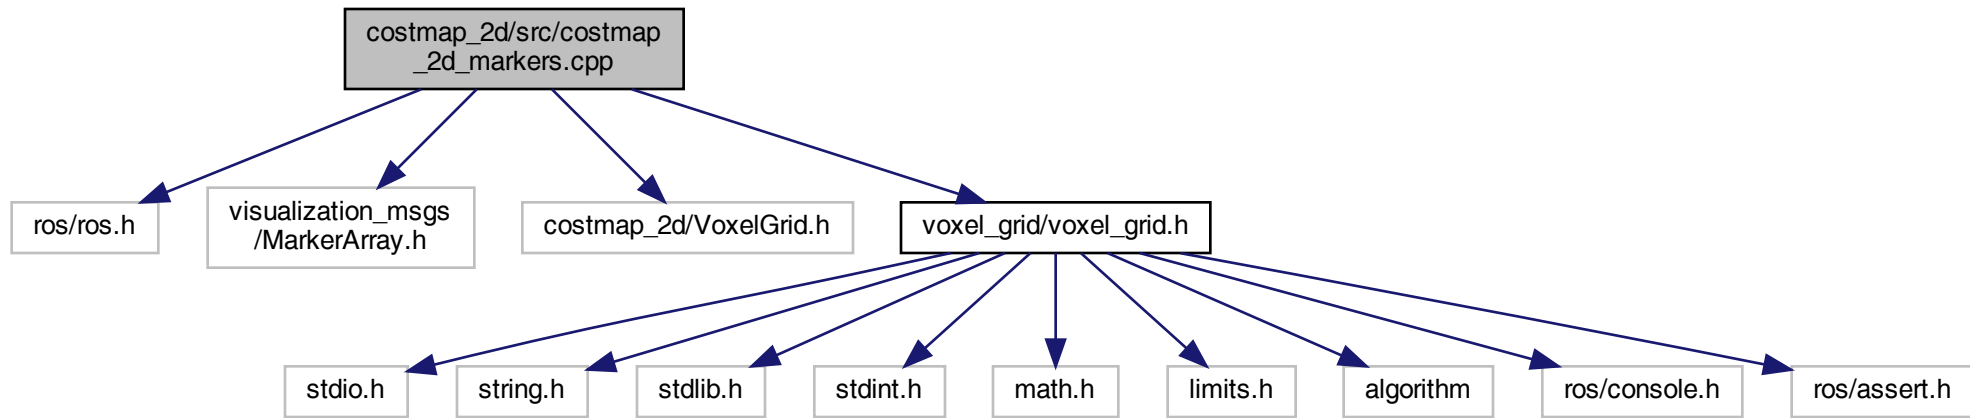 costmap_2d/src/costmap
_2d_markers.cpp
ros/ros.h
visualization_msgs
/MarkerArray.h
costmap_2d/VoxelGrid.h
voxel_grid/voxel_grid.h
stdio.h
string.h
stdlib.h
stdint.h
math.h
limits.h
algorithm
ros/console.h
ros/assert.h